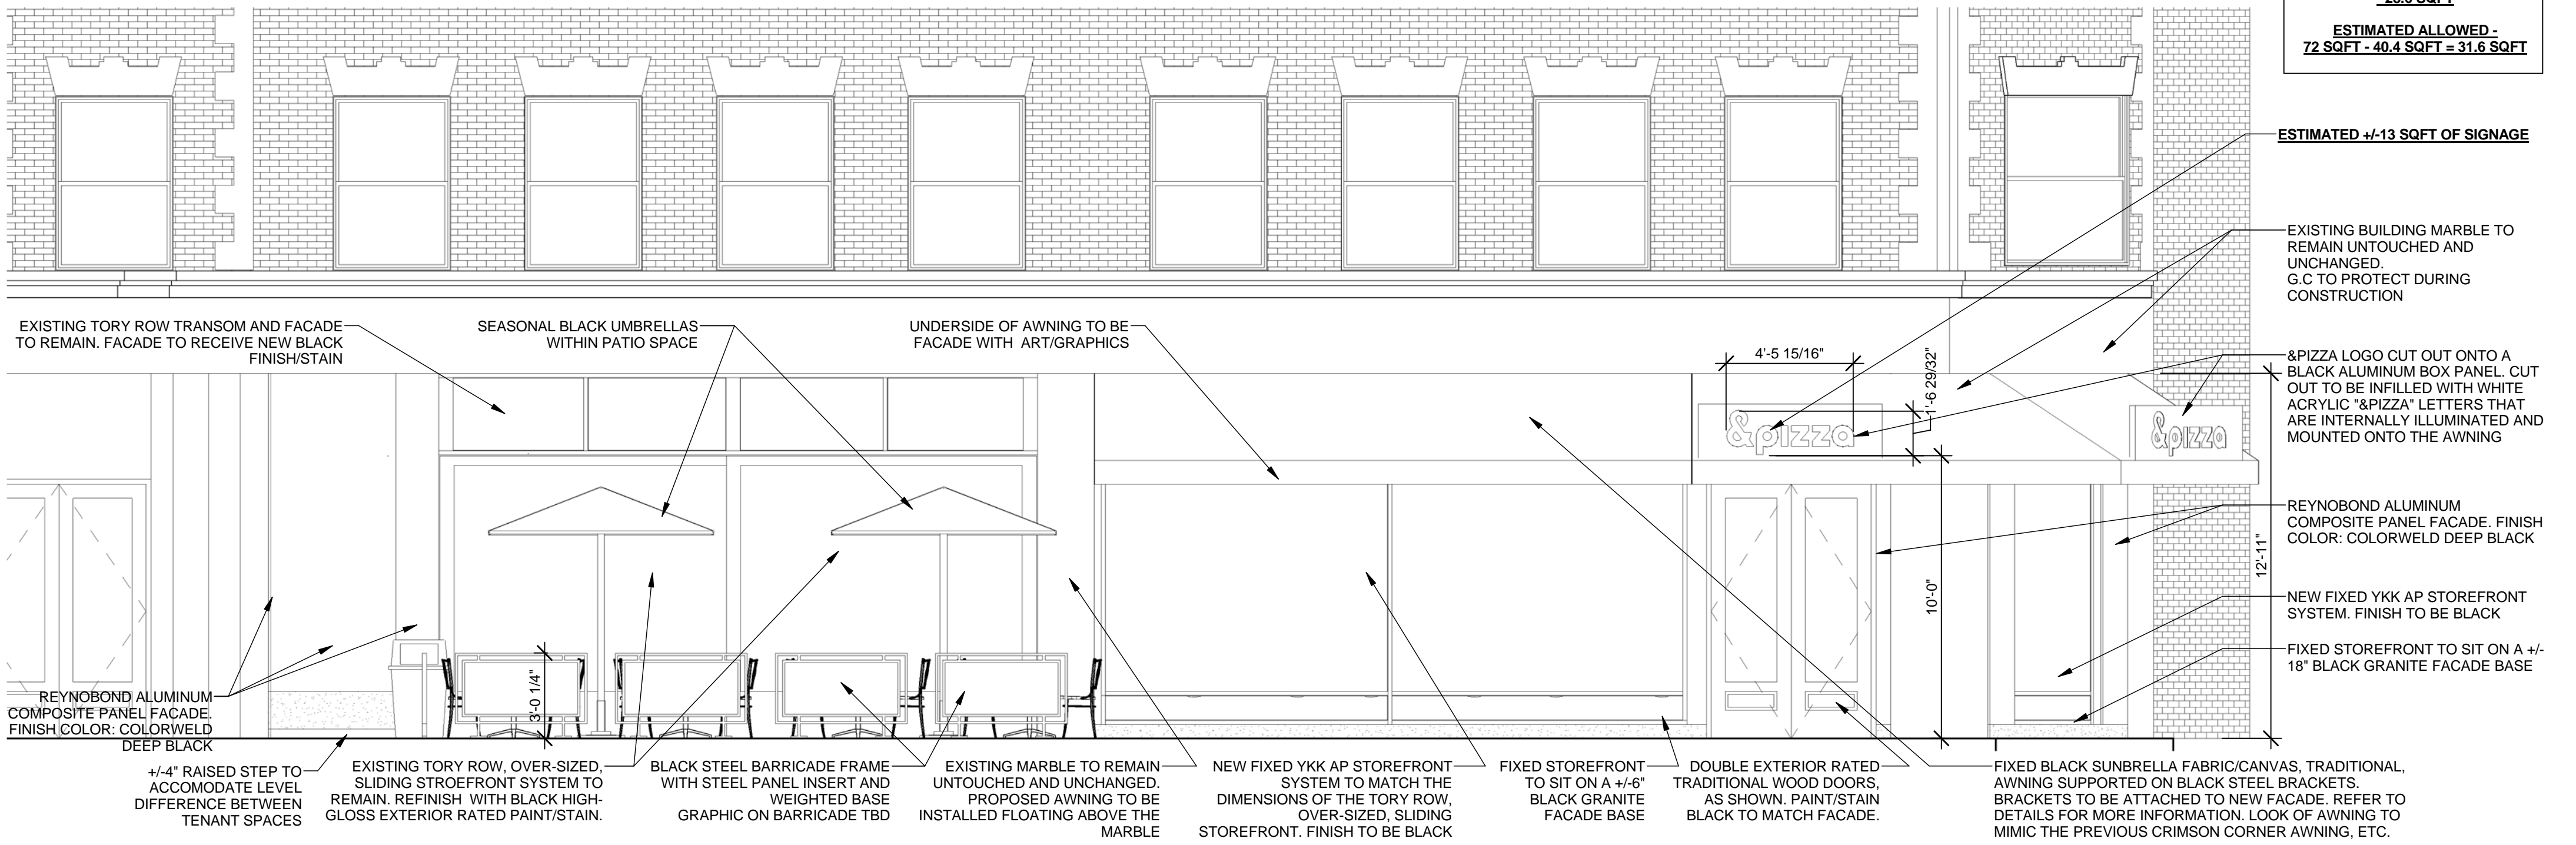 25.6 SQFT
ESTIMATED ALLOWED -
72 SQFT - 40.4 SQFT = 31.6 SQFT
ESTIMATED +/-13 SQFT OF SIGNAGE
EXISTING BUILDING MARBLE TO
REMAIN UNTOUCHED AND
UNCHANGED.
G.C TO PROTECT DURING
CONSTRUCTION
EXISTING TORY ROW TRANSOM AND FACADE
TO REMAIN. FACADE TO RECEIVE NEW BLACK
FINISH/STAIN
SEASONAL BLACK UMBRELLAS
WITHIN PATIO SPACE
UNDERSIDE OF AWNING TO BE
FACADE WITH ART/GRAPHICS
4'-5 15/16"
1'-6 29/32"
&PIZZA LOGO CUT OUT ONTO A
BLACK ALUMINUM BOX PANEL. CUT
OUT TO BE INFILLED WITH WHITE
ACRYLIC "&PIZZA" LETTERS THAT
ARE INTERNALLY ILLUMINATED AND
MOUNTED ONTO THE AWNING
&pizza
&pizza
REYNOBOND ALUMINUM
COMPOSITE PANEL FACADE. FINISH
COLOR: COLORWELD DEEP BLACK
12'-11"
10'-0"
NEW FIXED YKK AP STOREFRONT
SYSTEM. FINISH TO BE BLACK
FIXED STOREFRONT TO SIT ON A +/-
18" BLACK GRANITE FACADE BASE
3'-0 1/4"
REYNOBOND ALUMINUM
COMPOSITE PANEL FACADE.
FINISH COLOR: COLORWELD
DEEP BLACK
+/-4" RAISED STEP TO
ACCOMODATE LEVEL
DIFFERENCE BETWEEN
TENANT SPACES
EXISTING TORY ROW, OVER-SIZED,
SLIDING STROEFRONT SYSTEM TO
REMAIN. REFINISH WITH BLACK HIGH-
GLOSS EXTERIOR RATED PAINT/STAIN.
BLACK STEEL BARRICADE FRAME
WITH STEEL PANEL INSERT AND
WEIGHTED BASE
GRAPHIC ON BARRICADE TBD
EXISTING MARBLE TO REMAIN
UNTOUCHED AND UNCHANGED.
PROPOSED AWNING TO BE
INSTALLED FLOATING ABOVE THE
MARBLE
NEW FIXED YKK AP STOREFRONT
SYSTEM TO MATCH THE
DIMENSIONS OF THE TORY ROW,
OVER-SIZED, SLIDING
STOREFRONT. FINISH TO BE BLACK
FIXED STOREFRONT
TO SIT ON A +/-6"
BLACK GRANITE
FACADE BASE
DOUBLE EXTERIOR RATED
TRADITIONAL WOOD DOORS,
AS SHOWN. PAINT/STAIN
BLACK TO MATCH FACADE.
FIXED BLACK SUNBRELLA FABRIC/CANVAS, TRADITIONAL,
AWNING SUPPORTED ON BLACK STEEL BRACKETS.
BRACKETS TO BE ATTACHED TO NEW FACADE. REFER TO
DETAILS FOR MORE INFORMATION. LOOK OF AWNING TO
MIMIC THE PREVIOUS CRIMSON CORNER AWNING, ETC.